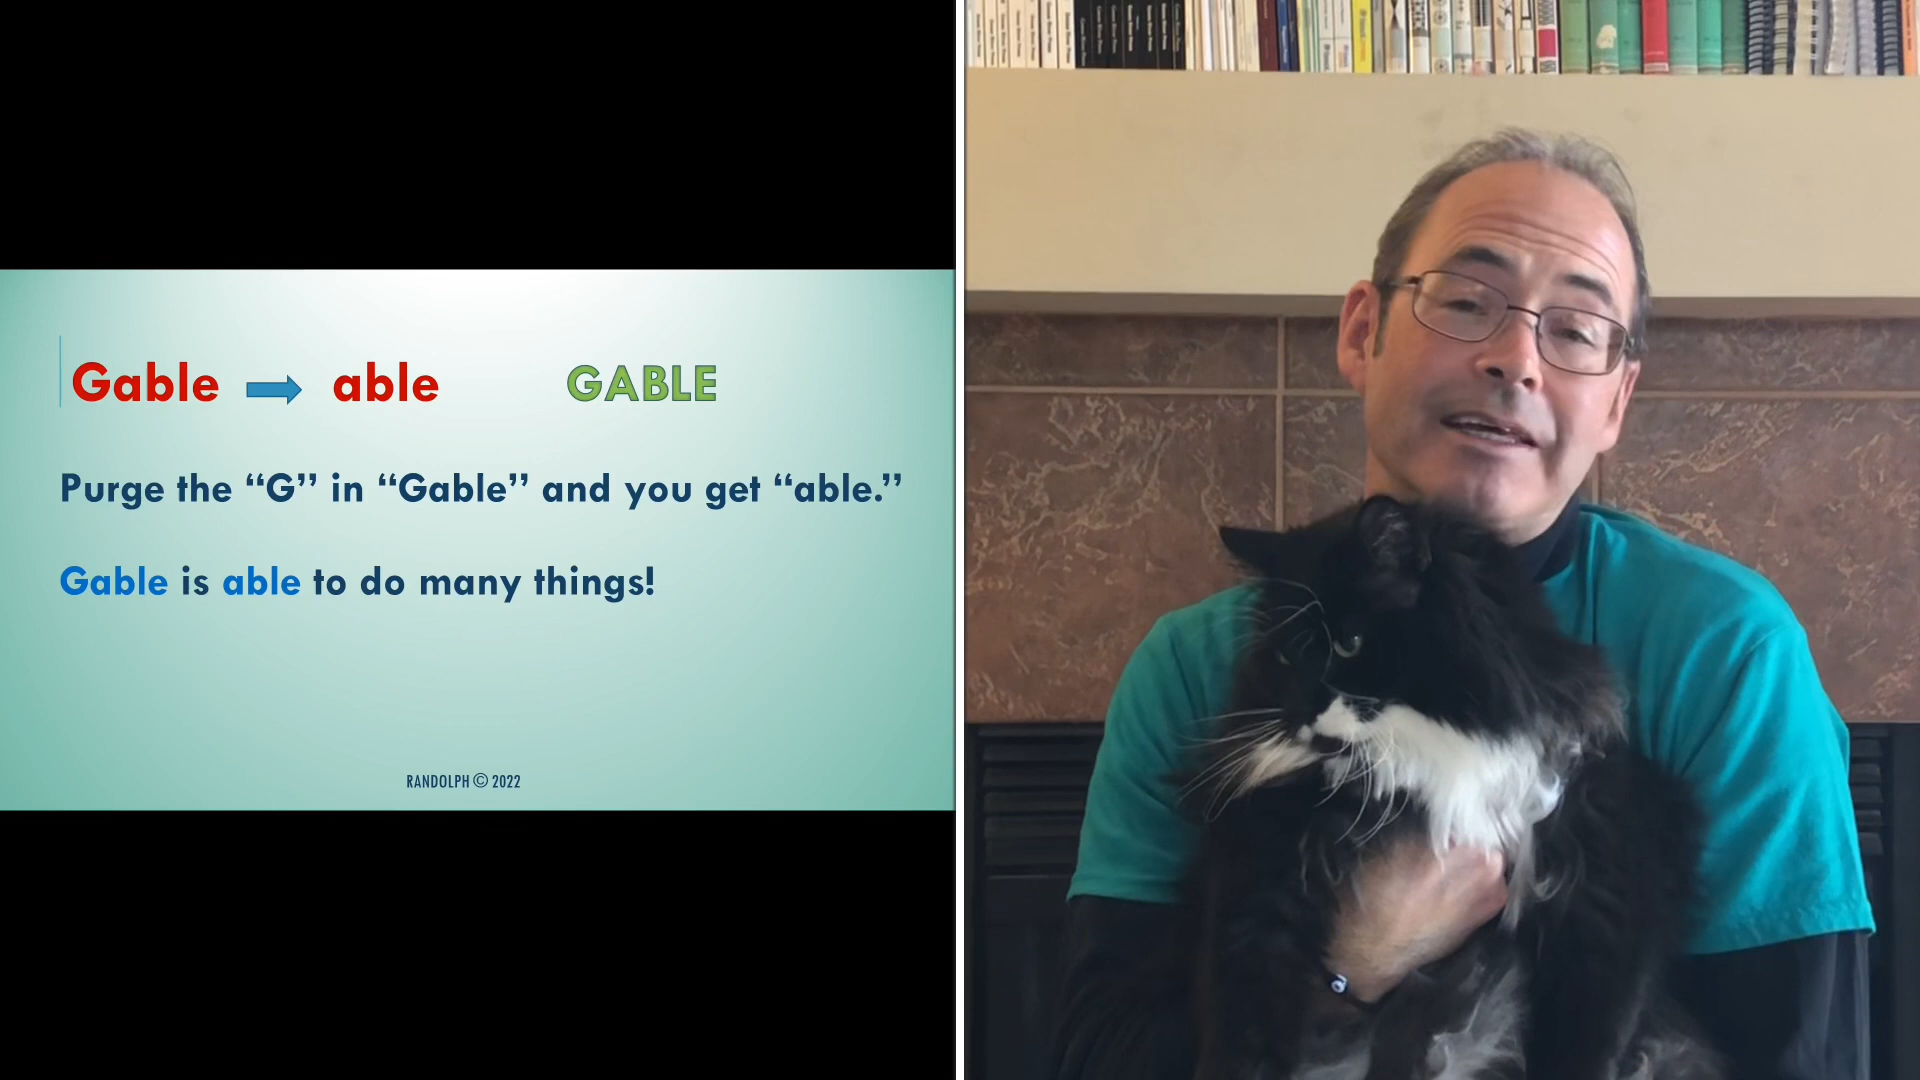 Gable able GABLE
Purge the “G” in “Gable” and you get “able.”
Gable is able to do many things!
RANDOLPH © 2022